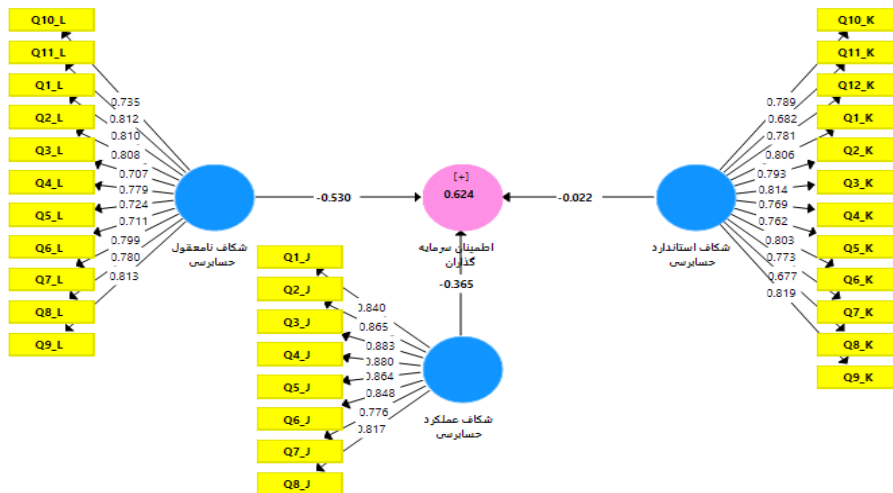 Q10_L
Q11_L
Q1_L
Q2_L
Q3_L
Q4_L
Q5_L
Q6_L
Q7_L
Q8_L
Q9_L
0.735
0.812
0.810
0.808
0.707
0.779
0.724
0.711
0.799
0.780
0.813
شکاف نامعقول
حسابرسی
-0.530
[+]
0.624
اطمینان سرمایه
گذاران
-0.022
-0.365
Q1_J
Q2_J
Q3_J
Q4_J
Q5_J
Q6_J
Q7_J
Q8_J
0.840
0.865
0.883
0.880
0.864
0.848
0.776
0.817
شکاف عملکرد
حسابرسی
شکاف استاندارد
حسابرسی
0.789
0.682
0.781
0.806
0.793
0.814
0.769
0.762
0.803
0.773
0.677
0.819
Q10_K
Q11_K
Q12_K
Q1_K
Q2_K
Q3_K
Q4_K
Q5_K
Q6_K
Q7_K
Q8_K
Q9_K